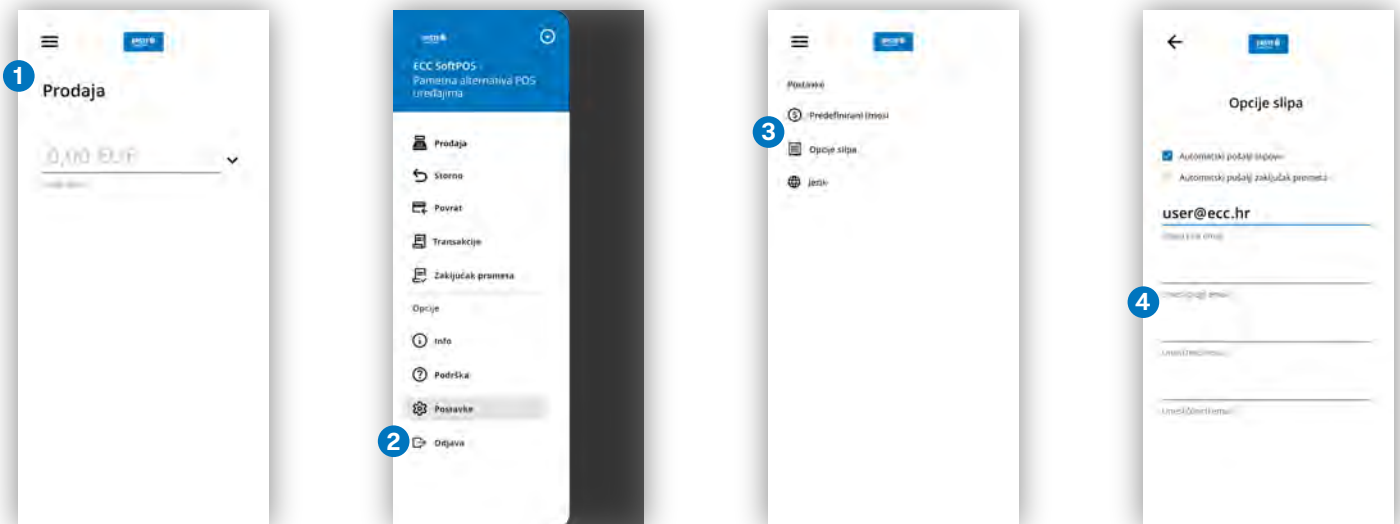 1
Prodaja
0,00 EUR
2
ECC SoftPOS
Pametna alternativa POS
uređajima
Prodaja
Storno
Povrat
Transakcije
Zaključak prometa
Opcije
Info
Podrška
Postavke
Odjava
3
Postavke
Predefinirani iznosi
Opcije slipa
Jezik
4
Opcije slipa
Automatski pošalji slipove
Automatski pošalji zaključak prometa
user@ecc.hr